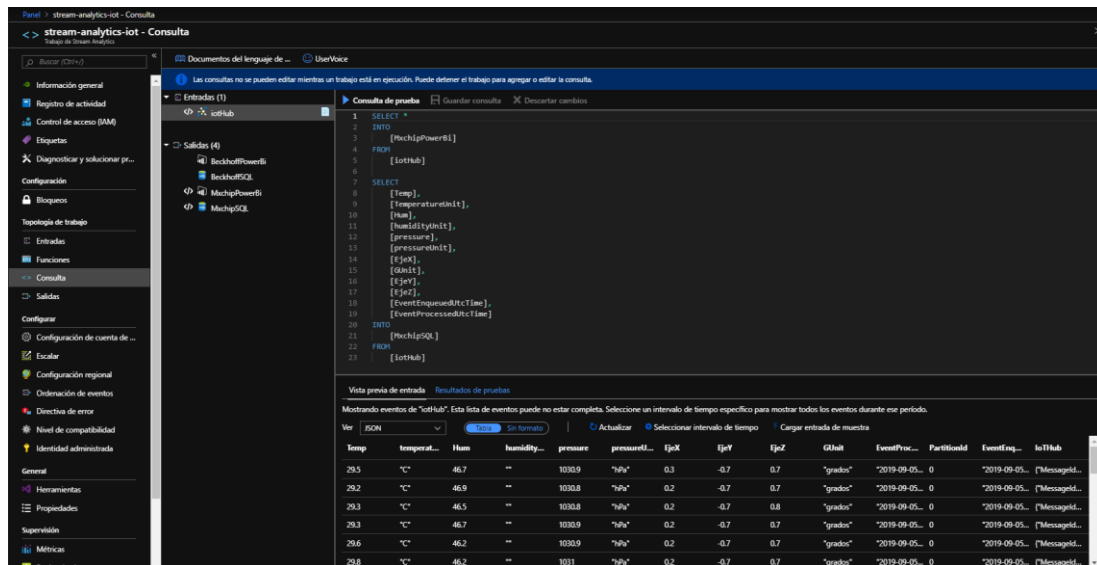 Panel > stream-analytics-iot - Consulta
<> stream-analytics-iot - Consulta
Trabajo de Stream Analytics
Buscar (Ctrl+/)
«
Información general
Registro de actividad
Control de acceso (IAM)
Etiquetas
Diagnosticar y solucionar pr...
Configuración
Bloqueos
Topología de trabajo
Entradas
Funciones
<> Consulta
Salidas
Configurar
Configuración de cuenta de ...
Escalar
Configuración regional
Ordenación de eventos
Directiva de error
Nivel de compatibilidad
Identidad administrada
General
Herramientas
Propiedades
Supervisión
Métricas
Documentos del lenguaje de ... UserVoice
Las consultas no se pueden editar mientras un trabajo está en ejecución. Puede detener el trabajo para agregar o editar la consulta.
Entradas (1)
iotHub
Salidas (4)
BeckhoffPowerBi
BeckhoffSQL
MxchipPowerBi
MxchipSQL
Consulta de prueba Guardar consulta Descartar cambios
1 SELECT *
2 INTO
3 [MxchipPowerBi]
4 FROM
5 [iotHub]
6
7 SELECT
8 [Temp],
9 [TemperatureUnit],
10 [Hum],
11 [humidityUnit],
12 [pressure],
13 [pressureUnit],
14 [EjeX],
15 [GUnit],
16 [EjeY],
17 [EjeZ],
18 [EventEnqueuedUtcTime],
19 [EventProcessedUtcTime]
20 INTO
21 [MxchipSQL]
22 FROM
23 [iotHub]
Vista previa de entrada Resultados de pruebas
Mostrando eventos de "iotHub". Esta lista de eventos puede no estar completa. Seleccione un intervalo de tiempo específico para mostrar todos los eventos durante ese período.
Ver JSON Tabla Sin formato Actualizar Seleccionar intervalo de tiempo Cargar entrada de muestra
Temp temperat... Hum humidity... pressure pressureU... EjeX EjeY EjeZ GUnit EventProc... PartitionId EventEnq... IoTHub
29.5 "°C" 46.7 "" 1030.9 "hPa" 0.3 -0.7 0.7 "grados" "2019-09-05... 0 "2019-09-05... {"MessageId...
29.2 "°C" 46.9 "" 1030.8 "hPa" 0.2 -0.7 0.7 "grados" "2019-09-05... 0 "2019-09-05... {"MessageId...
29.3 "°C" 46.5 "" 1030.8 "hPa" 0.2 -0.7 0.8 "grados" "2019-09-05... 0 "2019-09-05... {"MessageId...
29.3 "°C" 46.7 "" 1030.9 "hPa" 0.2 -0.7 0.7 "grados" "2019-09-05... 0 "2019-09-05... {"MessageId...
29.6 "°C" 46.2 "" 1030.9 "hPa" 0.2 -0.7 0.7 "grados" "2019-09-05... 0 "2019-09-05... {"MessageId...
29.8 "°C" 46.2 "" 1031 "hPa" 0.2 -0.7 0.7 "grados" "2019-09-05... 0 "2019-09-05... {"MessageId...